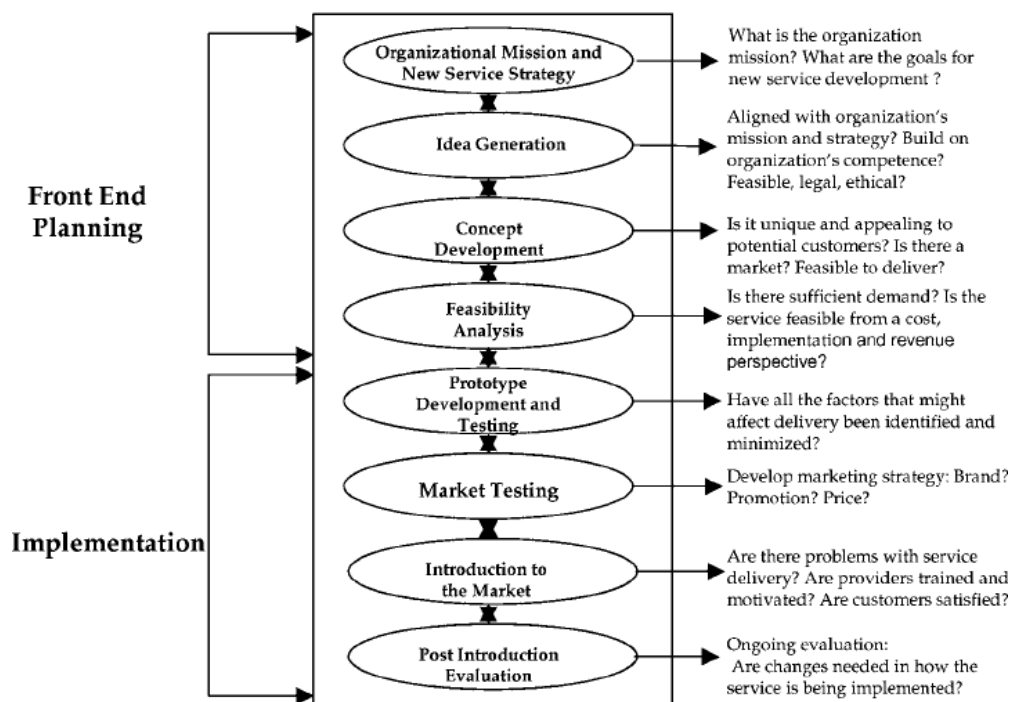 Front End
Planning
Implementation
Organizational Mission and
New Service Strategy
What is the organization
mission? What are the goals for
new service development ?
Idea Generation
Aligned with organization's
mission and strategy? Build on
organization's competence?
Feasible, legal, ethical?
Concept
Development
Is it unique and appealing to
potential customers? Is there a
market? Feasible to deliver?
Feasibility
Analysis
Is there sufficient demand? Is the
service feasible from a cost,
implementation and revenue
perspective?
Prototype
Development and
Testing
Have all the factors that might
affect delivery been identified and
minimized?
Market Testing
Develop marketing strategy: Brand?
Promotion? Price?
Introduction to
the Market
Are there problems with service
delivery? Are providers trained and
motivated? Are customers satisfied?
Post Introduction
Evaluation
Ongoing evaluation:
Are changes needed in how the
service is being implemented?